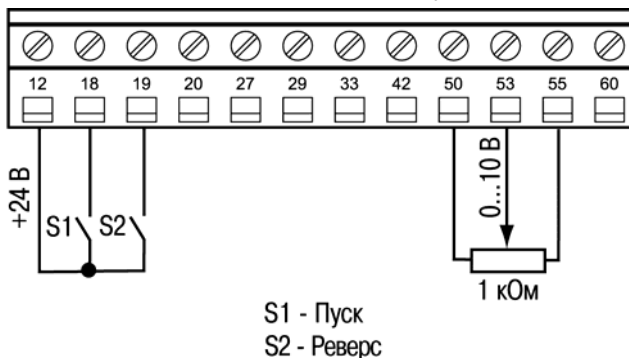 12 18 19 20 27 29 33 42 50 53 55 60
+24 В
S1
S2
0...10 В
1 кОм
S1 - Пуск
S2 - Реверс